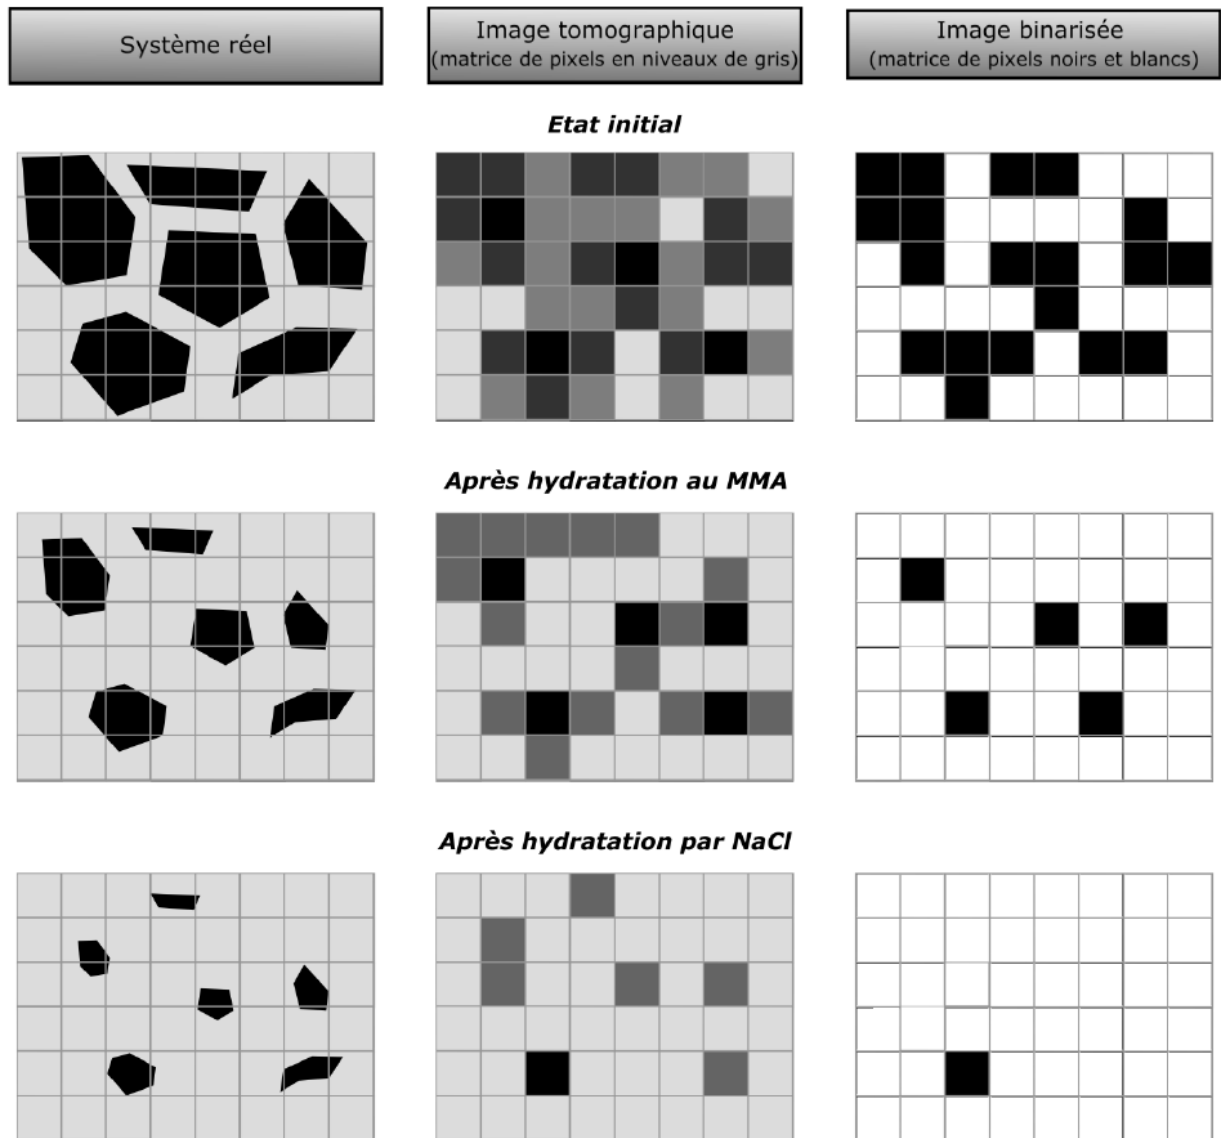 Système réel
Image tomographique
(matrice de pixels en niveaux de gris)
Image binarisée
(matrice de pixels noirs et blancs)
Etat initial
Après hydratation au MMA
Après hydratation par NaCl